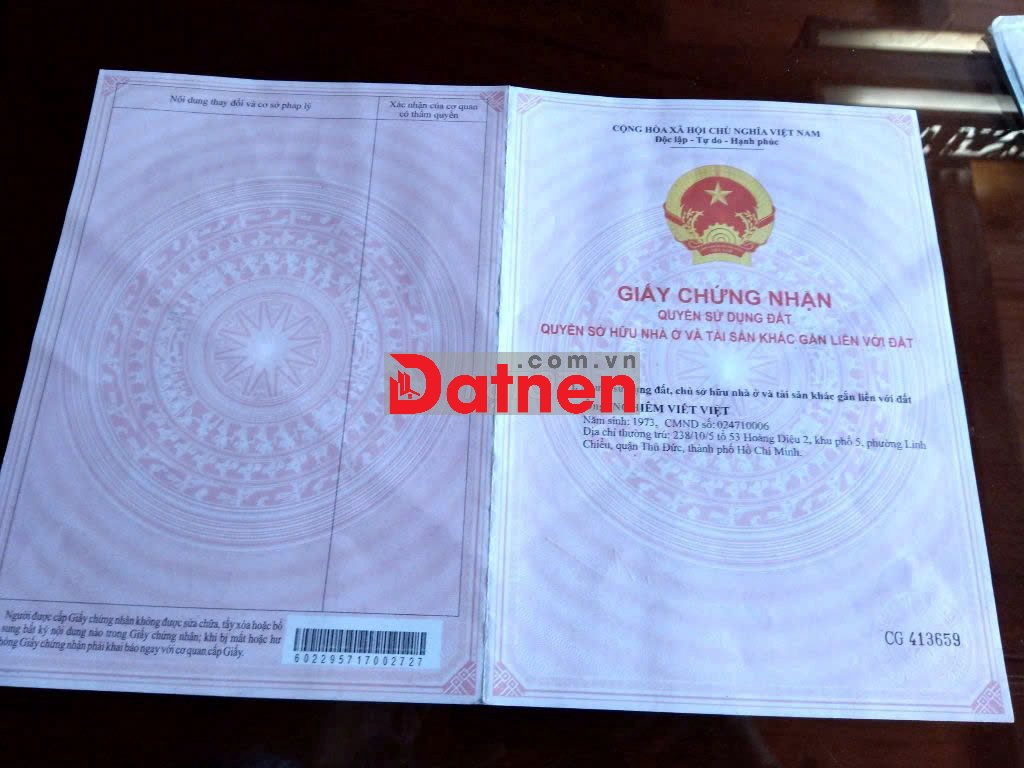 Nội dung thay đổi và cơ sở pháp lý
Xác nhận của cơ quan
có thẩm quyền
Người được cấp Giấy chứng nhận không được sửa chữa, tẩy xóa hoặc bổ
sung bất kỳ nội dung nào trong Giấy chứng nhận; khi bị mất hoặc hư
hỏng Giấy chứng nhận phải khai báo ngay với cơ quan cấp Giấy.
602295717002727
CỘNG HÒA XÃ HỘI CHỦ NGHĨA VIỆT NAM
Độc lập - Tự do - Hạnh phúc
GIẤY CHỨNG NHẬN
QUYỀN SỬ DỤNG ĐẤT
QUYỀN SỞ HỮU NHÀ Ở VÀ TÀI SẢN KHÁC GẮN LIỀN VỚI ĐẤT
.com.vn
Datnen
dụng đất, chủ sở hữu nhà ở và tài sản khác gắn liền với đất
VIẾT VIỆT
Năm sinh: 1973, CMND số: 024710006
Địa chỉ thường trú: 238/10/5 tổ 53 Hoàng Diệu 2, khu phố 5, phường Linh
Chiểu, quận Thủ Đức, thành phố Hồ Chí Minh.
CG 413659